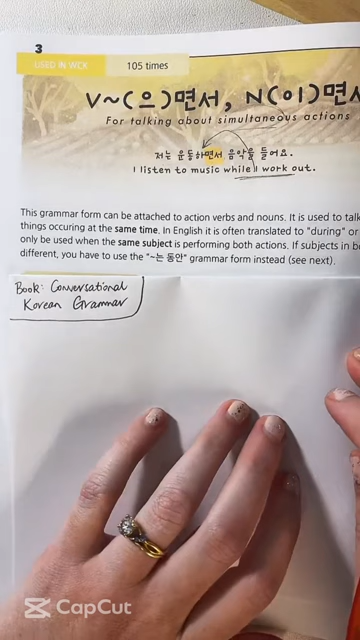 3
USED IN WCK 105 times
V~(으)면서, N(이)면서
For talking about simultaneous actions
저는 운동하면서 음악을 들어요.
I listen to music while I work out.
This grammar form can be attached to action verbs and nouns. It is used to talk
things occuring at the same time. In English it is often translated to "during" or
only be used when the same subject is performing both actions. If subjects in
different, you have to use the "~는 동안" grammar form instead (see next).
Book: Conversational
Korean Grammar
CapCut